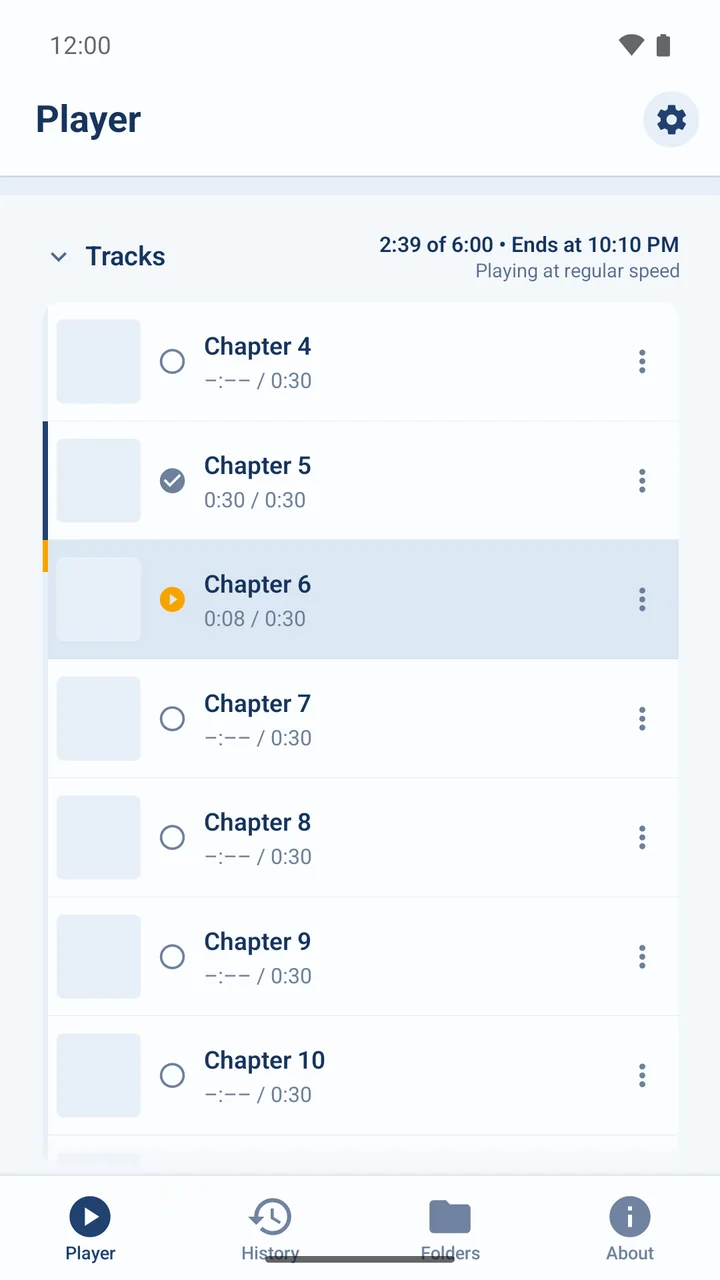 12:00
Player
Tracks
2:39 of 6:00 • Ends at 10:10 PM
Playing at regular speed
Chapter 4
–:–– / 0:30
Chapter 5
0:30 / 0:30
Chapter 6
0:08 / 0:30
Chapter 7
–:–– / 0:30
Chapter 8
–:–– / 0:30
Chapter 9
–:–– / 0:30
Chapter 10
–:–– / 0:30
Player
History
Folders
About